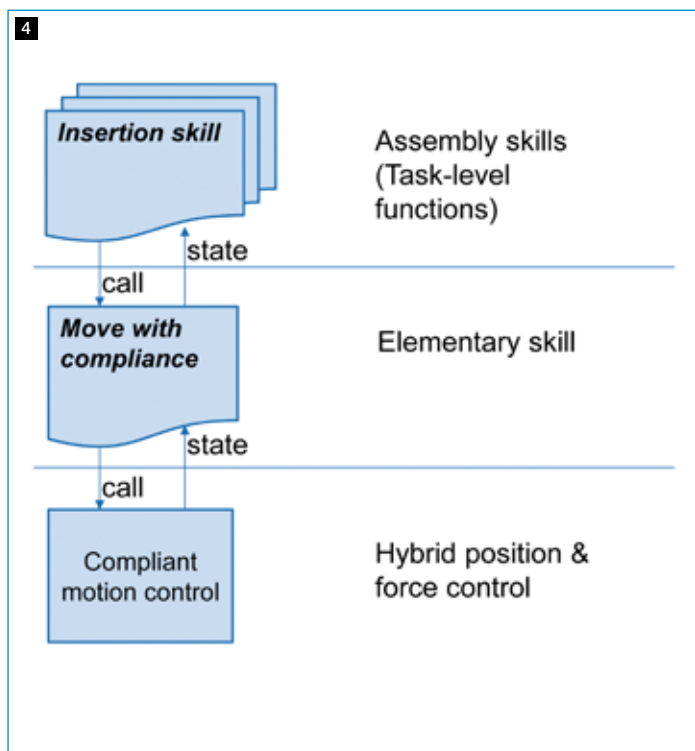 4
Insertion skill
Assembly skills
(Task-level
functions)
state
call
Move with
compliance
Elementary skill
state
call
Compliant
motion control
Hybrid position &
force control